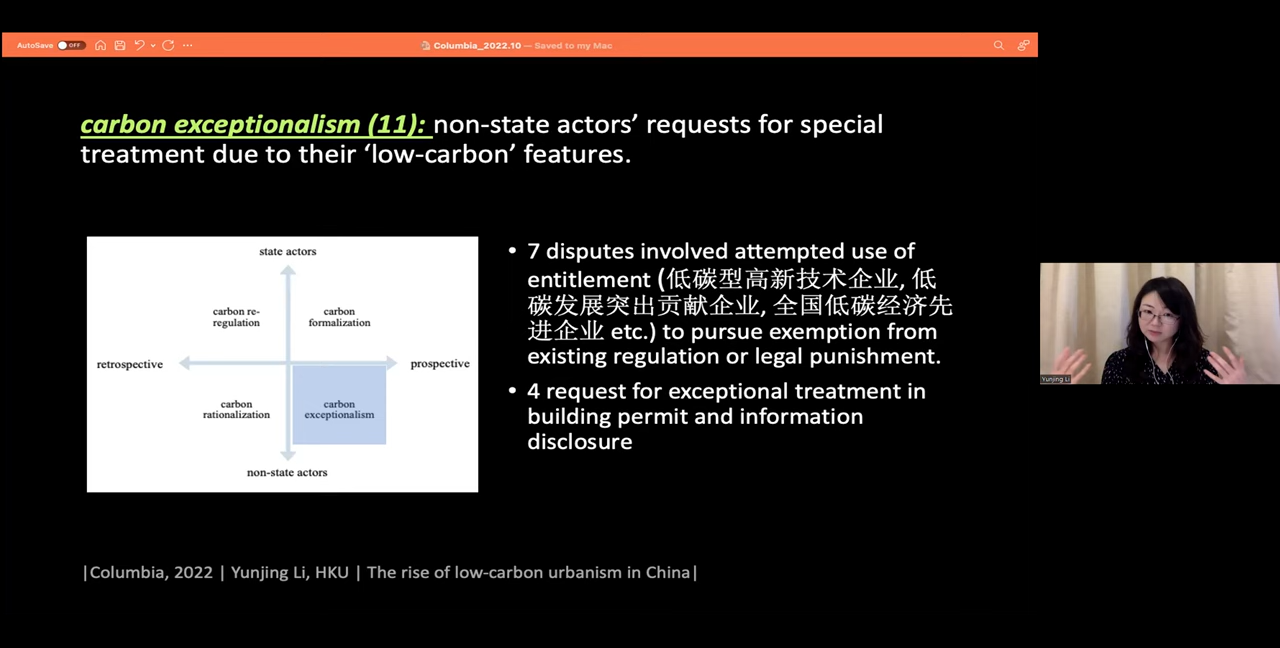 AutoSave OFF
Columbia_2022.10 — Saved to my Mac
carbon exceptionalism (11): non-state actors’ requests for special
treatment due to their ‘low-carbon’ features.
state actors
carbon re-
regulation
carbon
formalization
retrospective
prospective
carbon
rationalization
carbon
exceptionalism
non-state actors
• 7 disputes involved attempted use of
entitlement (低碳型高新技术企业, 低
碳发展突出贡献企业, 全国低碳经济先
进企业 etc.) to pursue exemption from
existing regulation or legal punishment.
• 4 request for exceptional treatment in
building permit and information
disclosure
Yunjing Li
|Columbia, 2022 | Yunjing Li, HKU | The rise of low-carbon urbanism in China|